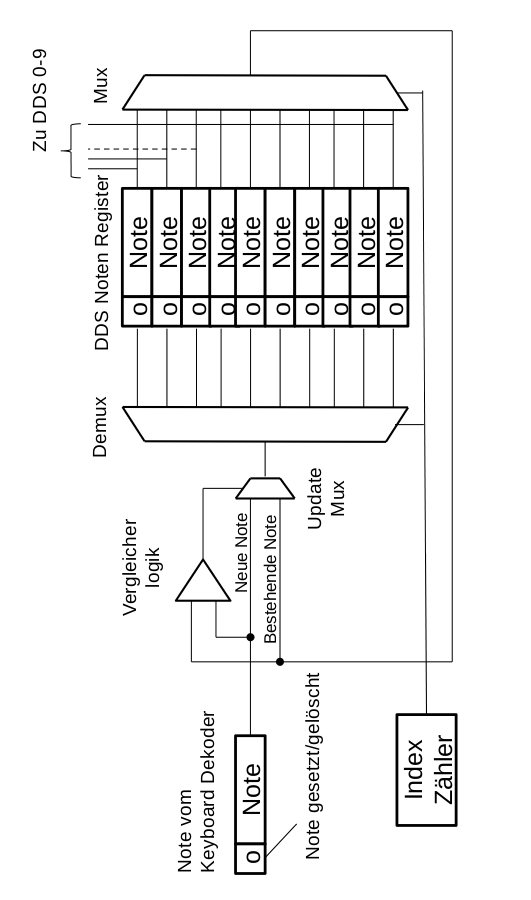 Note vom
Keyboard Dekoder
o Note
Note gesetzt/gelöscht
Index
Zähler
Vergleicher
logik
Neue Note
Bestehende Note
Update
Mux
Demux
DDS Noten Register
o Note
o Note
o Note
o Note
o Note
o Note
o Note
o Note
o Note
o Note
Zu DDS 0-9
Mux